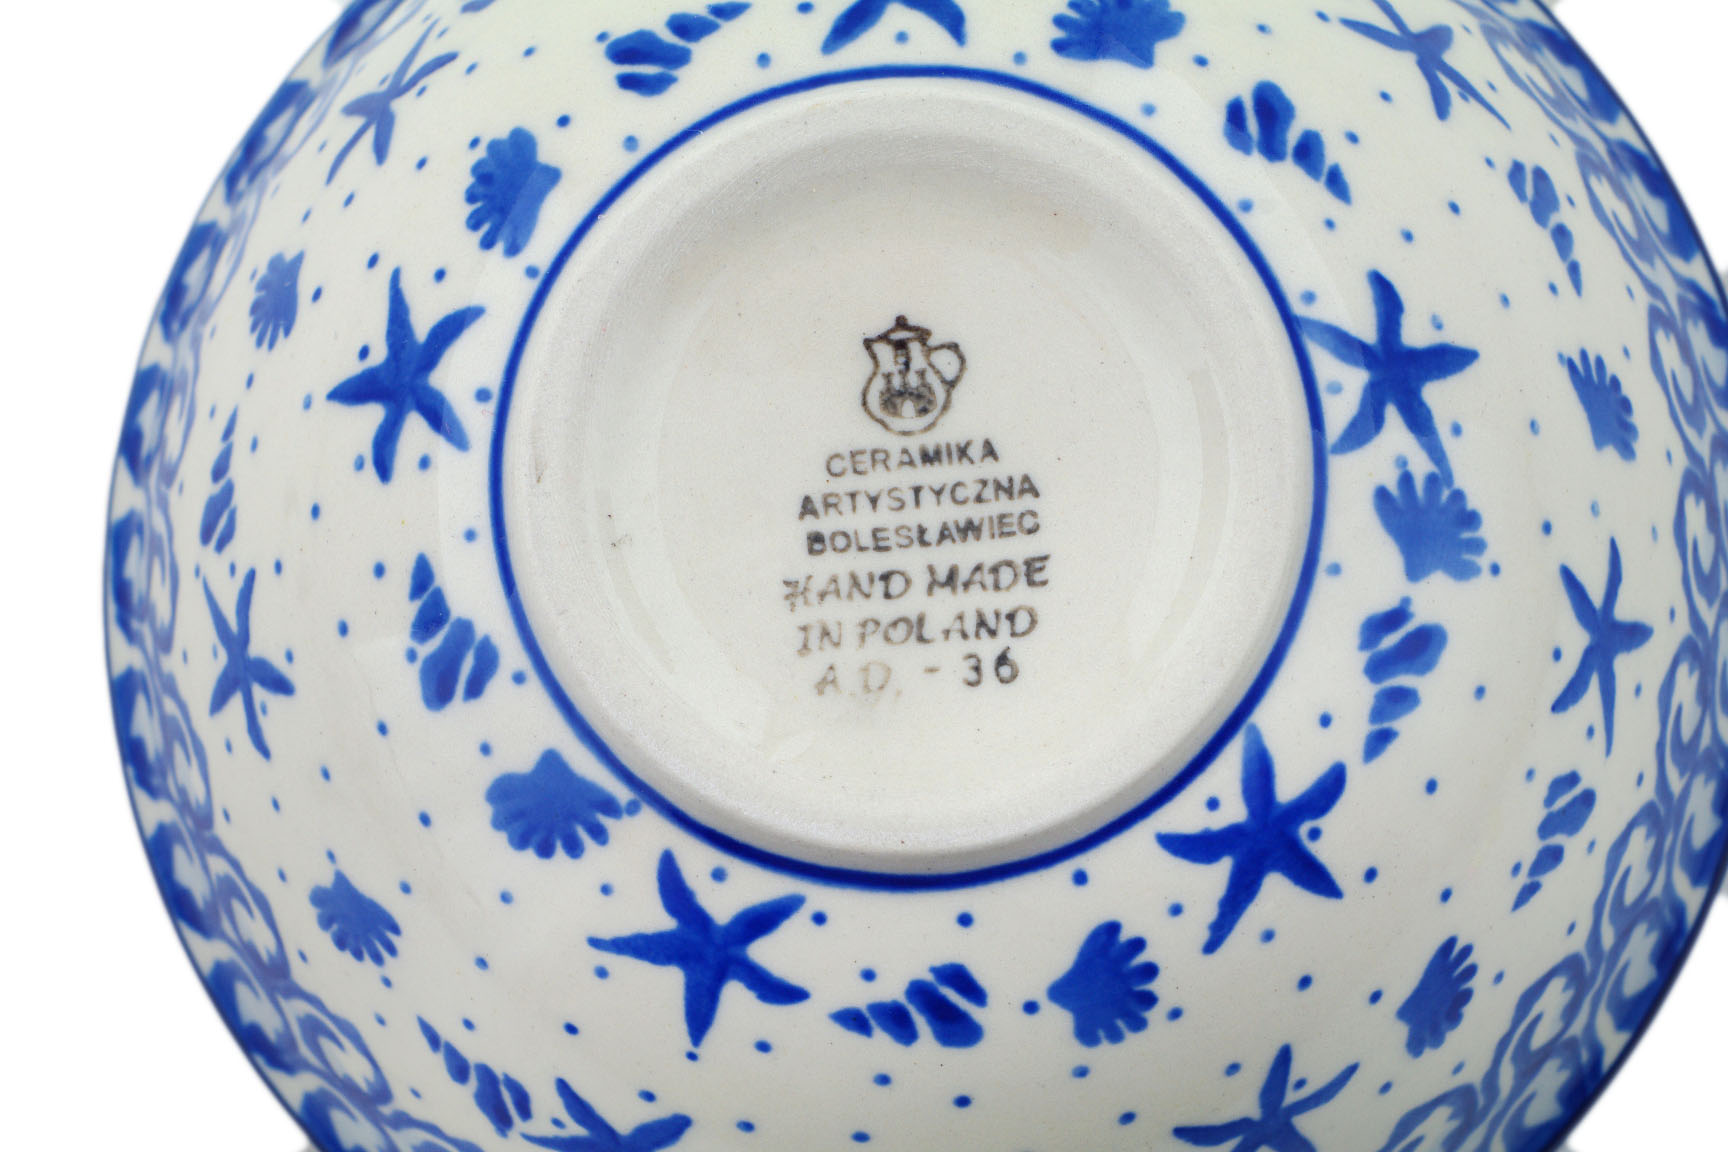 CERAMIKA
ARTYSTYCZNA
BOLESŁAWIEC
HAND MADE
IN POLAND
A.D. - 36